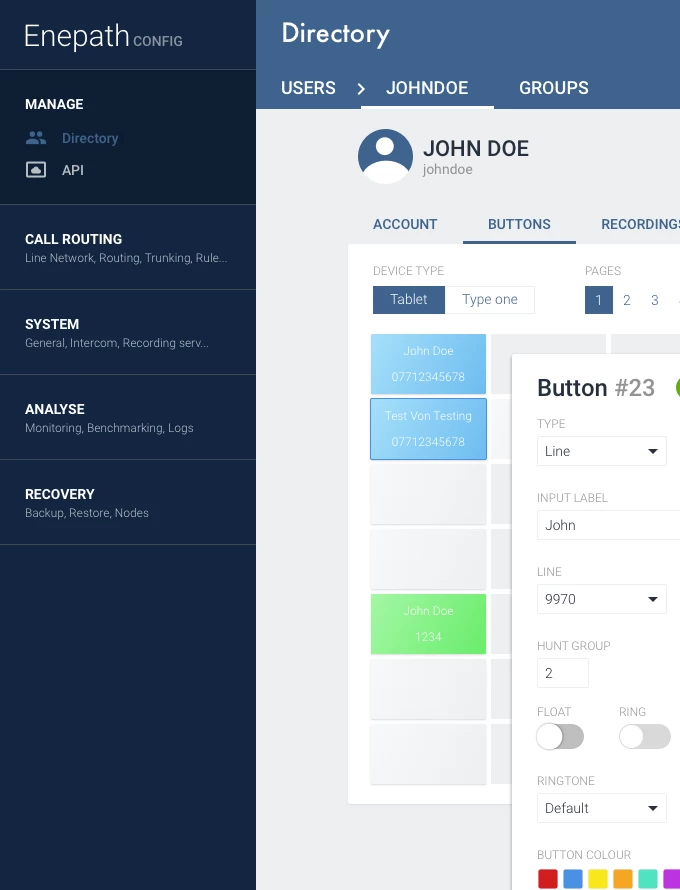 Enepath CONFIG
MANAGE
Directory
API
CALL ROUTING
Line Network, Routing, Trunking, Rule...
SYSTEM
General, Intercom, Recording serv...
ANALYSE
Monitoring, Benchmarking, Logs
RECOVERY
Backup, Restore, Nodes
Directory
USERS > JOHNDOE GROUPS
JOHN DOE
johndoe
ACCOUNT BUTTONS RECORDINGS
DEVICE TYPE PAGES
Tablet Type one 1 2 3
John Doe
07712345678
Test Von Testing
07712345678
John Doe
1234
Button #23
TYPE
Line
INPUT LABEL
John
LINE
9970
HUNT GROUP
2
FLOAT RING
RINGTONE
Default
BUTTON COLOUR